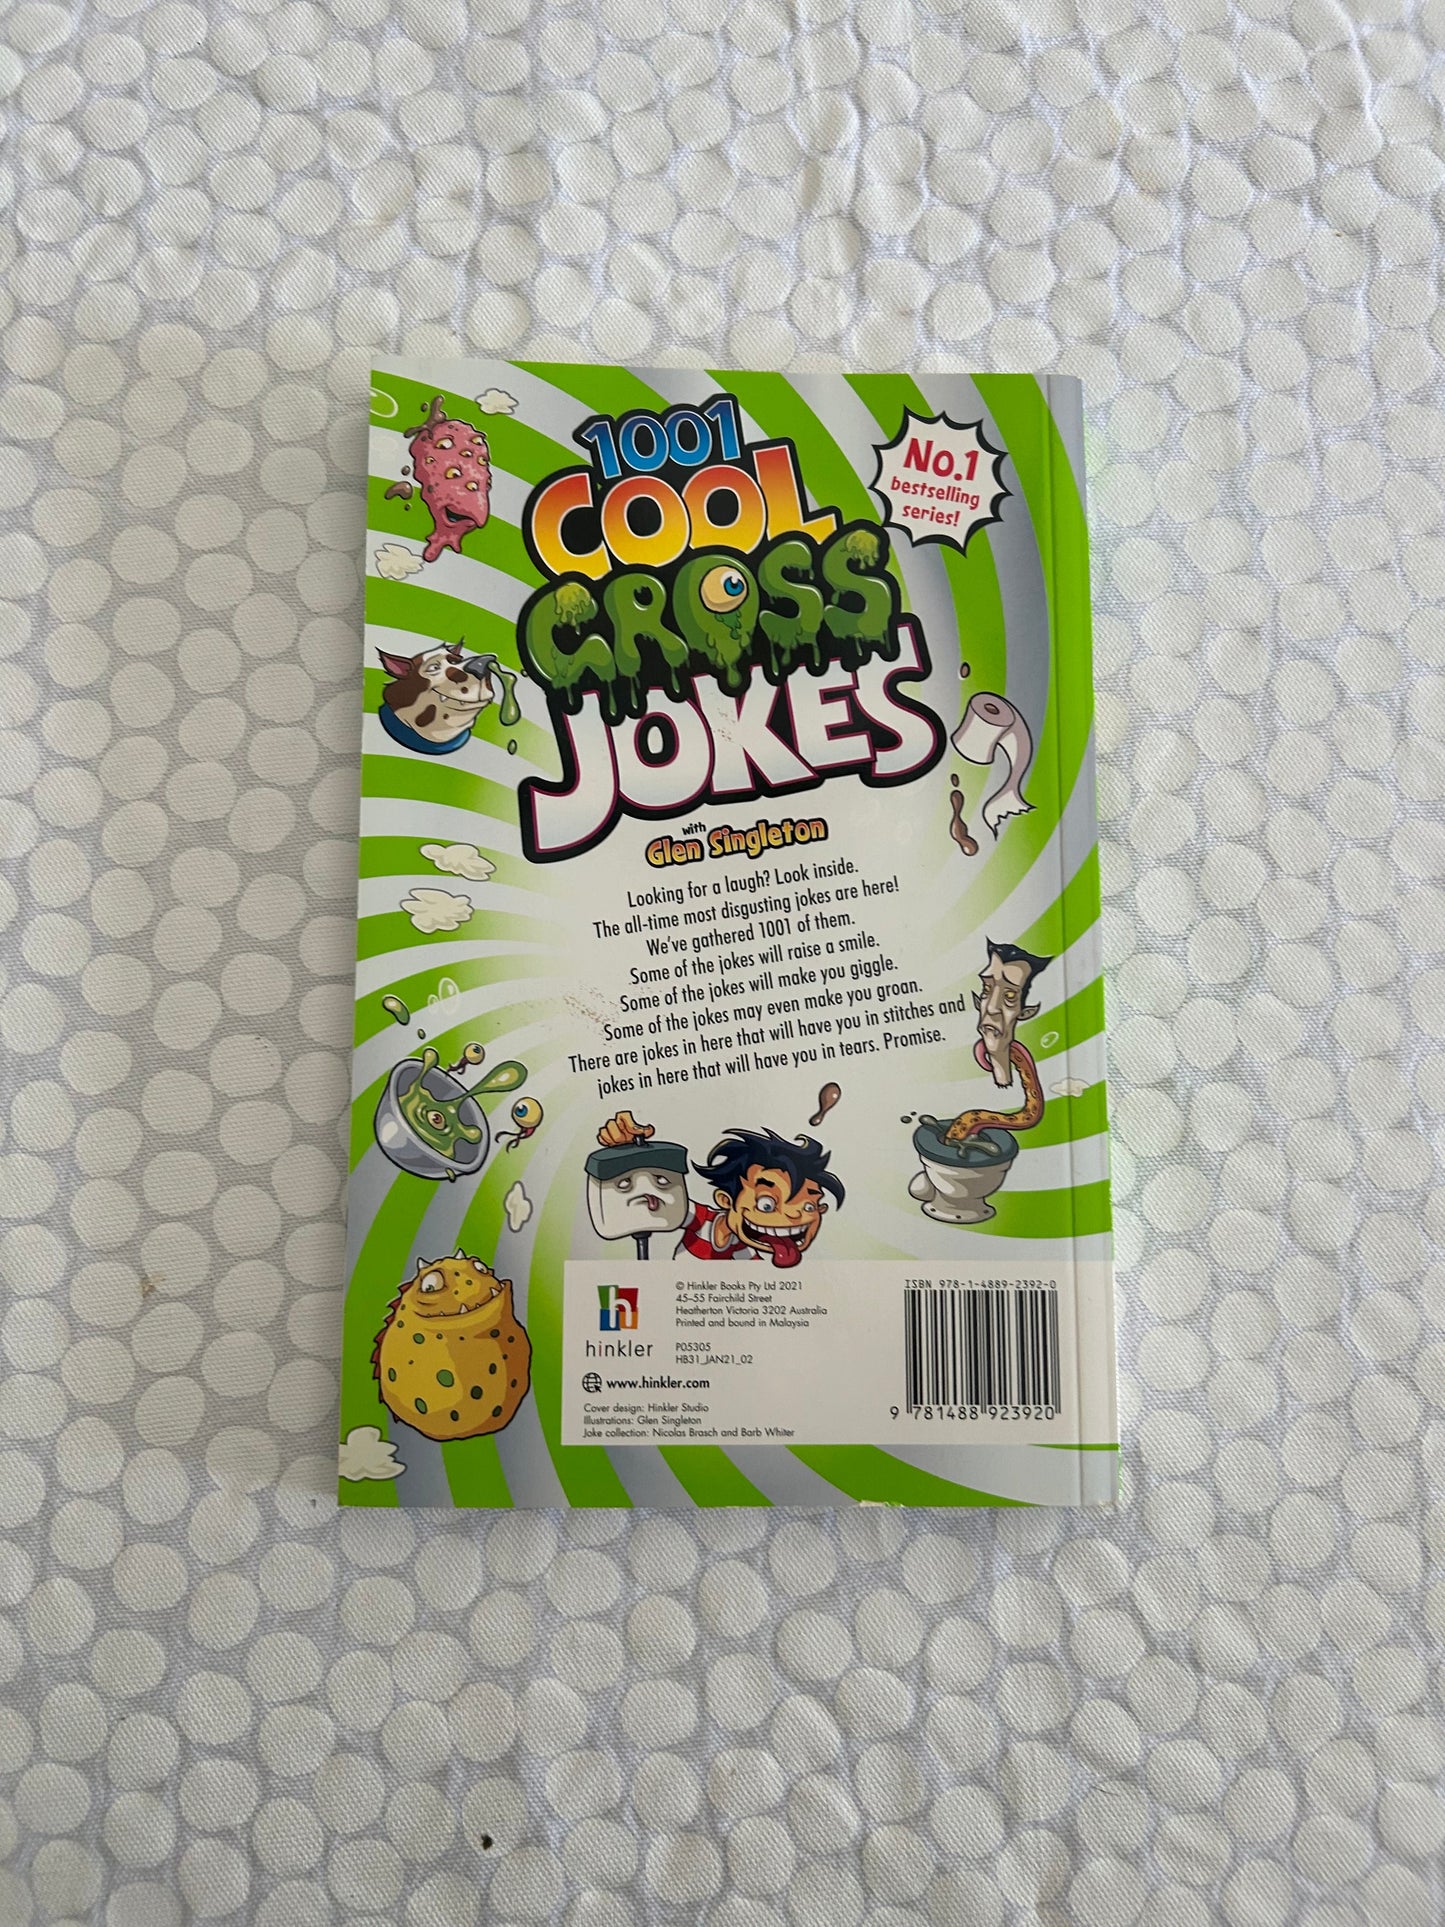 1001
COOL
GROSS
JOKES
No.1
bestselling
series!
with
Glen Singleton
Looking for a laugh? Look inside.
The all-time most disgusting jokes are here!
We've gathered 1001 of them.
Some of the jokes will raise a smile.
Some of the jokes will make you giggle.
Some of the jokes may even make you groan.
There are jokes in here that will have you in stitches and
jokes in here that will have you in tears. Promise.
h
hinkler
www.hinkler.com
© Hinkler Books Pty Ltd 2021
45–55 Fairchild Street
Heatherton Victoria 3202 Australia
Printed and bound in Malaysia
P05305
HB31_JAN21_02
Cover design: Hinkler Studio
Illustrations: Glen Singleton
Joke collection: Nicolas Brasch and Barb Whiter
ISBN 978-1-4889-2392-0
9 781488 923920